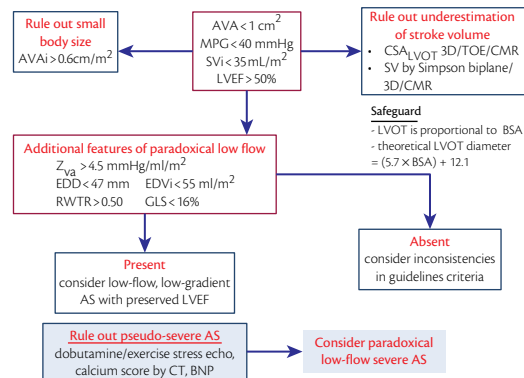 Rule out small
body size
AVAi>0.6cm/m²
AVA<1 cm²
MPG<40 mmHg
SVi<35mL/m²
LVEF>50%
Rule out underestimation
of stroke volume
• CSA LVOT 3D/TOE/CMR
• SV by Simpson biplane/
3D/CMR
Safeguard
- LVOT is proportional to BSA
- theoretical LVOT diameter
= (5.7 × BSA) + 12.1
Additional features of paradoxical low flow
Zva>4.5 mmHg/ml/m²
EDD<47 mm EDVi<55 ml/m²
RWTR>0.50 GLS<16%
Present
consider low-flow, low-gradient
AS with preserved LVEF
Absent
consider inconsistencies
in guidelines criteria
Rule out pseudo-severe AS
dobutamine/exercise stress echo,
calcium score by CT, BNP
Consider paradoxical
low-flow severe AS